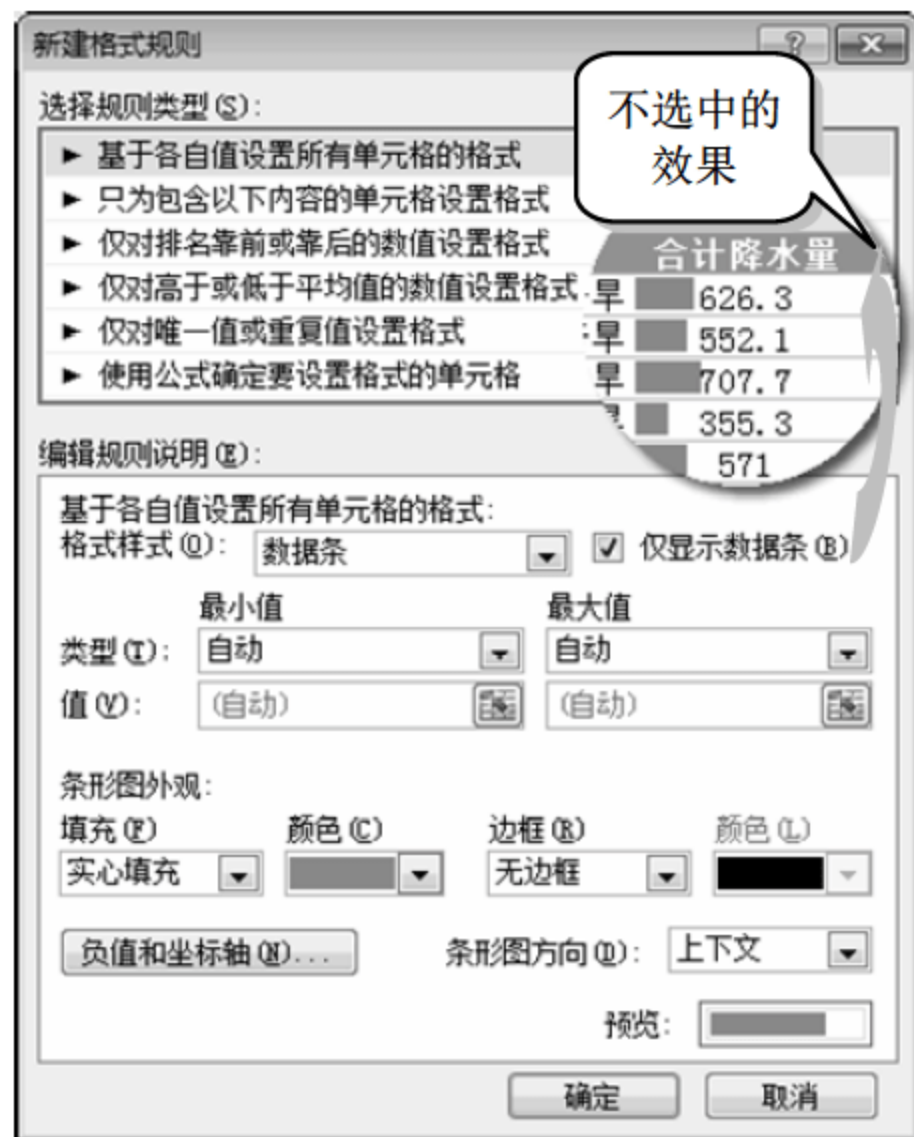 新建格式规则
选择规则类型(S):
► 基于各自值设置所有单元格的格式
► 只为包含以下内容的单元格设置格式
► 仅对排名靠前或靠后的数值设置格式
► 仅对高于或低于平均值的数值设置格式
► 仅对唯一值或重复值设置格式
► 使用公式确定要设置格式的单元格
不选中的
效果
合计降水量
旱 626.3
旱 552.1
旱 707.7
355.3
571
编辑规则说明(E):
基于各自值设置所有单元格的格式:
格式样式(O): 数据条 仅显示数据条(B)
最小值 最大值
类型(T): 自动 自动
值(V): (自动) (自动)
条形图外观:
填充(F) 颜色(C) 边框(R) 颜色(L)
实心填充 无边框
负值和坐标轴(N)... 条形图方向(D): 上下文
预览:
确定 取消